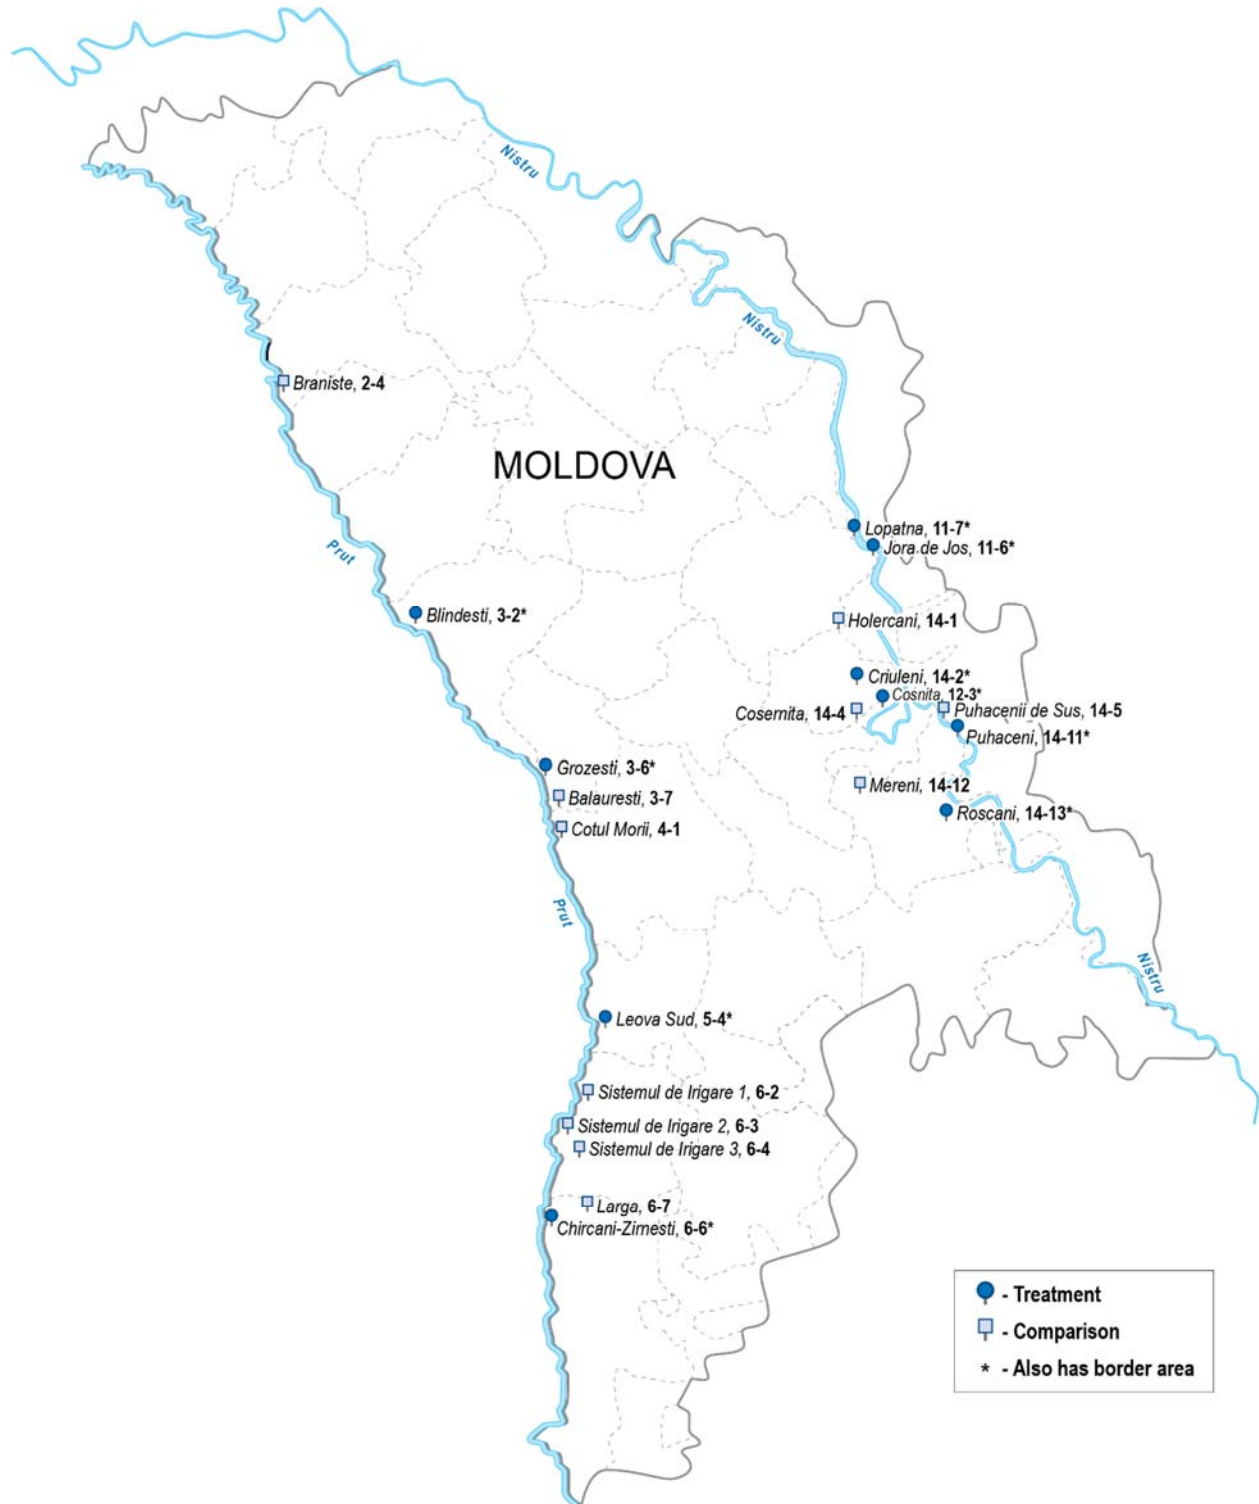 Nistru
Nistru
Braniste, 2-4
MOLDOVA
Lopatna, 11-7*
Jora de Jos, 11-6*
Prut
Blindesti, 3-2*
Holercani, 14-1
Criuleni, 14-2*
Cosnita, 12-3*
Cosernita, 14-4
Puhacenii de Sus, 14-5
Puhaceni, 14-11*
Grozesti, 3-6*
Balauresti, 3-7
Mereni, 14-12
Roscani, 14-13*
Cotul Morii, 4-1
Prut
Nistru
Leova Sud, 5-4*
Sistemul de Irigare 1, 6-2
Sistemul de Irigare 2, 6-3
Sistemul de Irigare 3, 6-4
Larga, 6-7
Chircani-Zirnesti, 6-6*
- Treatment
- Comparison
* - Also has border area